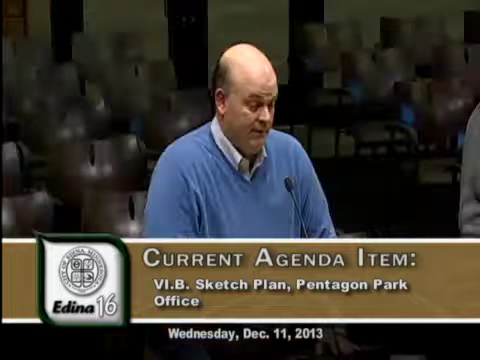 CURRENT AGENDA ITEM:
VI.B. Sketch Plan, Pentagon Park
Office
Edina 16
Wednesday, Dec. 11, 2013